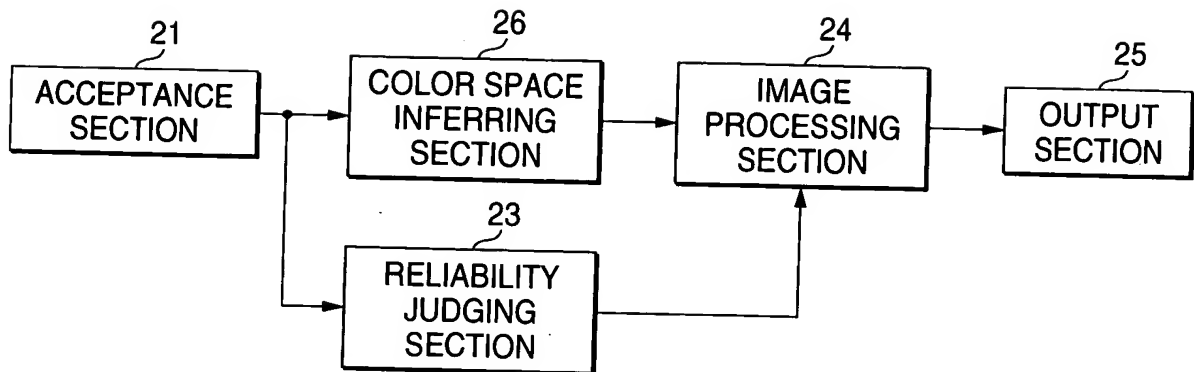 21
ACCEPTANCE
SECTION
26
COLOR SPACE
INFERRING
SECTION
24
IMAGE
PROCESSING
SECTION
25
OUTPUT
SECTION
23
RELIABILITY
JUDGING
SECTION